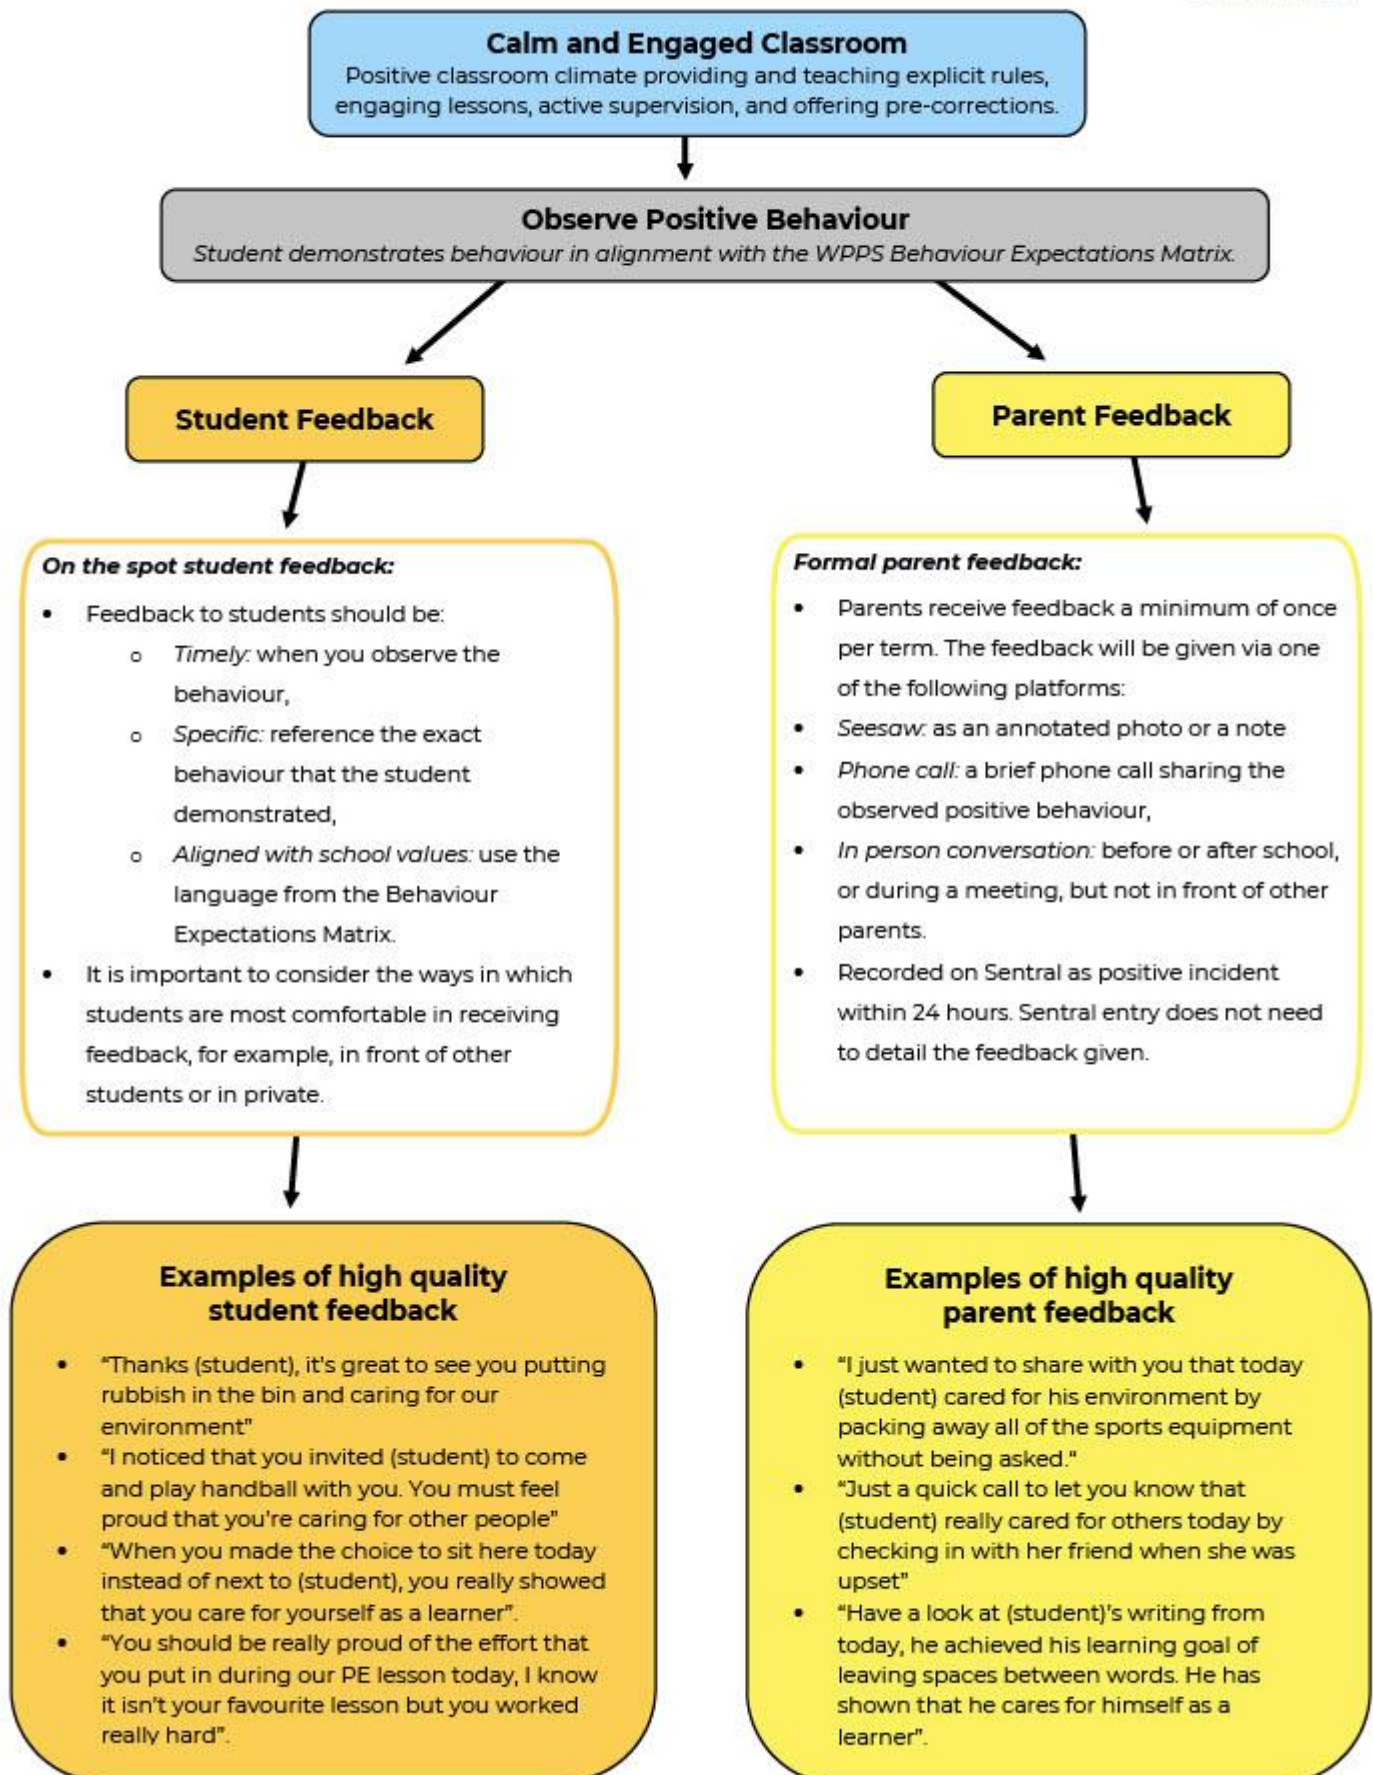 Calm and Engaged Classroom
Positive classroom climate providing and teaching explicit rules,
engaging lessons, active supervision, and offering pre-corrections.
Observe Positive Behaviour
Student demonstrates behaviour in alignment with the WPPS Behaviour Expectations Matrix.
Student Feedback
On the spot student feedback:
• Feedback to students should be:
o Timely: when you observe the
behaviour,
o Specific: reference the exact
behaviour that the student
demonstrated,
o Aligned with school values: use the
language from the Behaviour
Expectations Matrix.
• It is important to consider the ways in which
students are most comfortable in receiving
feedback, for example, in front of other
students or in private.
Examples of high quality
student feedback
• “Thanks (student), it's great to see you putting
rubbish in the bin and caring for our
environment”
• “I noticed that you invited (student) to come
and play handball with you. You must feel
proud that you're caring for other people”
• “When you made the choice to sit here today
instead of next to (student), you really showed
that you care for yourself as a learner”.
• “You should be really proud of the effort that
you put in during our PE lesson today, I know
it isn't your favourite lesson but you worked
really hard”.
Parent Feedback
Formal parent feedback:
• Parents receive feedback a minimum of once
per term. The feedback will be given via one
of the following platforms:
• Seesaw: as an annotated photo or a note
• Phone call: a brief phone call sharing the
observed positive behaviour,
• In person conversation: before or after school,
or during a meeting, but not in front of other
parents.
• Recorded on Sentral as positive incident
within 24 hours. Sentral entry does not need
to detail the feedback given.
Examples of high quality
parent feedback
• “I just wanted to share with you that today
(student) cared for his environment by
packing away all of the sports equipment
without being asked."
• “Just a quick call to let you know that
(student) really cared for others today by
checking in with her friend when she was
upset”
• “Have a look at (student)'s writing from
today, he achieved his learning goal of
leaving spaces between words. He has
shown that he cares for himself as a
learner”.